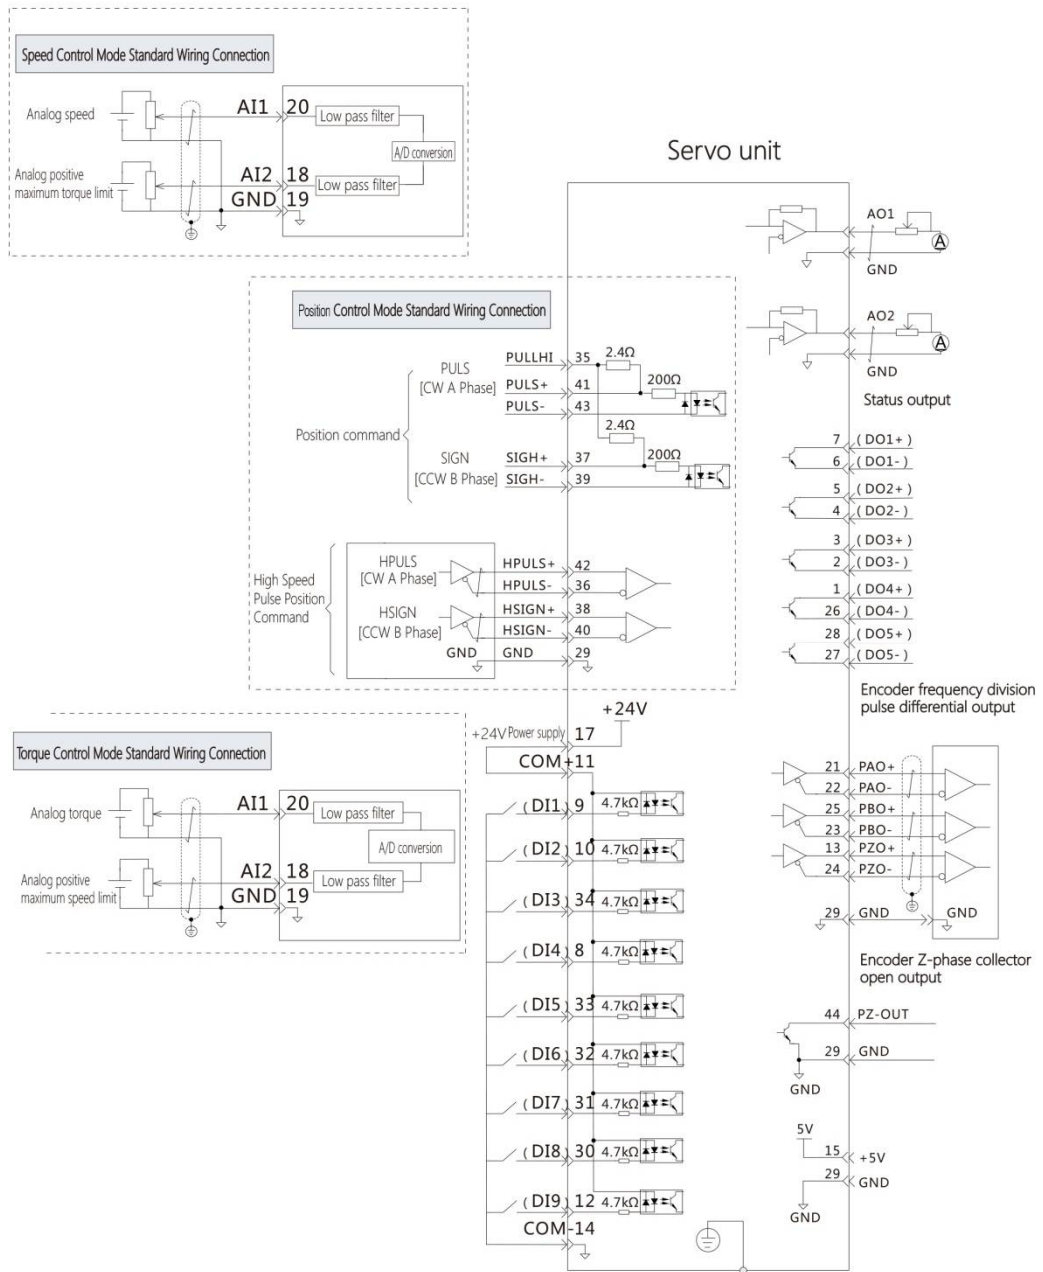 Speed Control Mode Standard Wiring Connection
Analog speed
AI1 20
Low pass filter
A/D conversion
Analog positive
maximum torque limit
AI2 18
Low pass filter
GND 19
Servo unit
AO1
A
GND
AO2
A
GND
Status output
Position Control Mode Standard Wiring Connection
Position command
PULS
[CW A Phase]
PULLHI 35
2.4Ω
PULS+ 41
200Ω
PULS- 43
2.4Ω
SIGN
[CCW B Phase]
SIGH+ 37
200Ω
SIGH- 39
High Speed
Pulse Position
Command
HPULS
[CW A Phase]
HPULS+ 42
HPULS- 36
HSIGN
[CCW B Phase]
HSIGN+ 38
HSIGN- 40
GND GND 29
7 (DO1+)
6 (DO1-)
5 (DO2+)
4 (DO2-)
3 (DO3+)
2 (DO3-)
1 (DO4+)
26 (DO4-)
28 (DO5+)
27 (DO5-)
Encoder frequency division
pulse differential output
21 PAO+
22 PAO-
25 PBO+
23 PBO-
13 PZO+
24 PZO-
29 GND GND
Encoder Z-phase collector
open output
44 PZ-OUT
29 GND
GND
5V
15 +5V
29 GND
GND
Torque Control Mode Standard Wiring Connection
Analog torque
AI1 20
Low pass filter
A/D conversion
Analog positive
maximum speed limit
AI2 18
Low pass filter
GND 19
+24V
+24V Power supply 17
COM+11
(DI1) 9 4.7kΩ
(DI2) 10 4.7kΩ
(DI3) 34 4.7kΩ
(DI4) 8 4.7kΩ
(DI5) 33 4.7kΩ
(DI6) 32 4.7kΩ
(DI7) 31 4.7kΩ
(DI8) 30 4.7kΩ
(DI9) 12 4.7kΩ
COM-14